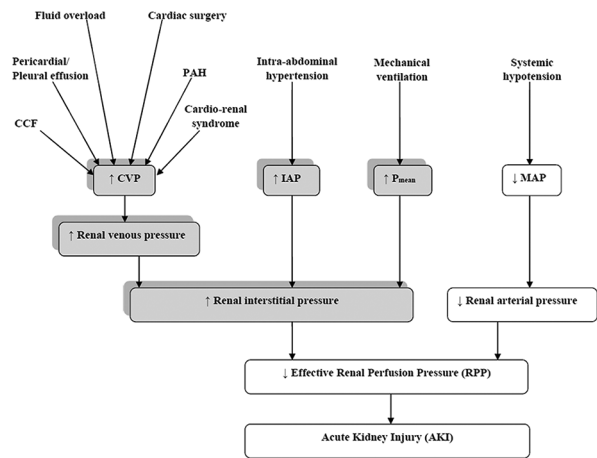 Fluid overload
Cardiac surgery
Pericardial/
Pleural effusion
PAH
Intra-abdominal
hypertension
Mechanical
ventilation
Systemic
hypotension
CCF
Cardio-renal
syndrome
↑ CVP
↑ IAP
↑ Pmean
↓ MAP
↑ Renal venous pressure
↑ Renal interstitial pressure
↓ Renal arterial pressure
↓ Effective Renal Perfusion Pressure (RPP)
Acute Kidney Injury (AKI)